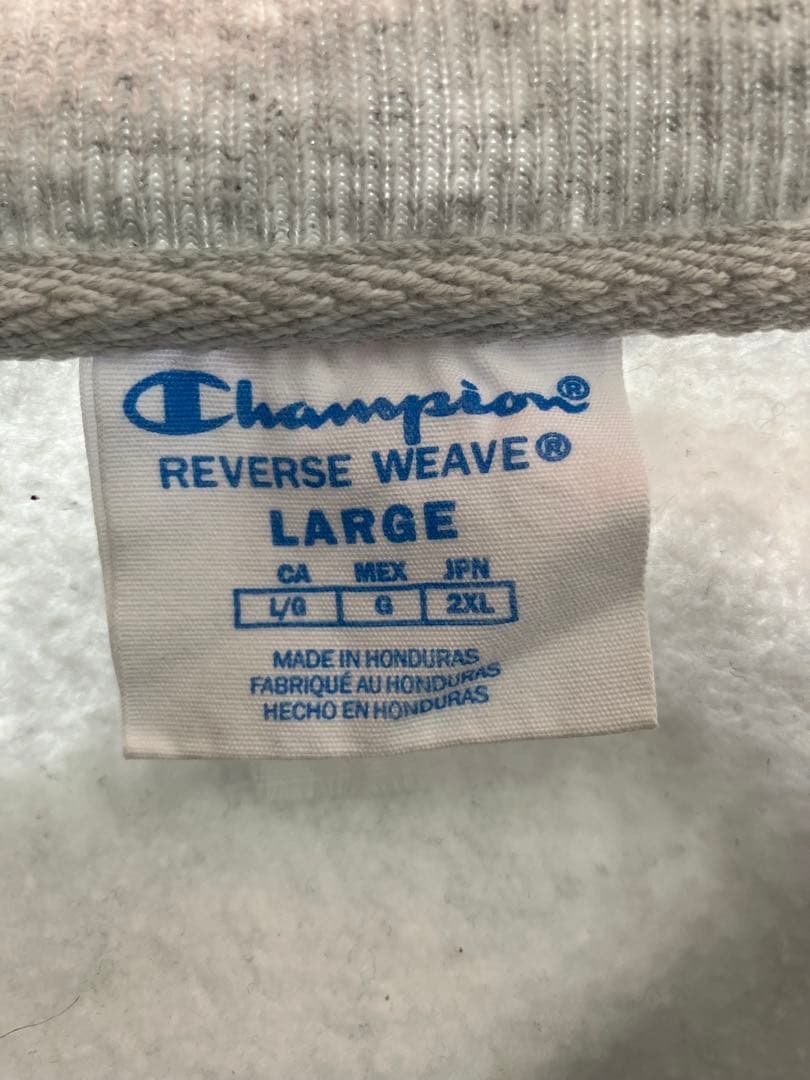 Champion®
REVERSE WEAVE®
LARGE
CA MEX JPN
L/G G 2XL
MADE IN HONDURAS
FABRIQUÉ AU HONDURAS
HECHO EN HONDURAS